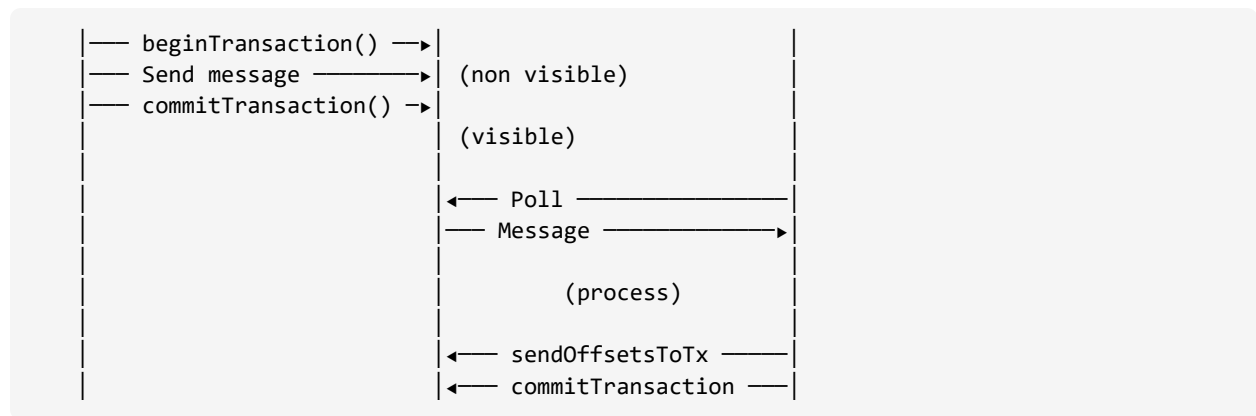 beginTransaction()
Send message
(non visible)
commitTransaction()
(visible)
Poll
Message
(process)
sendOffsetsToTx
commitTransaction